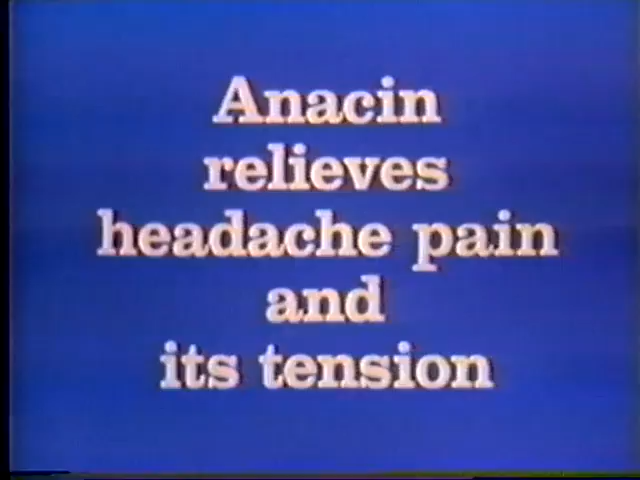 Anacin
relieves
headache pain
and
its tension